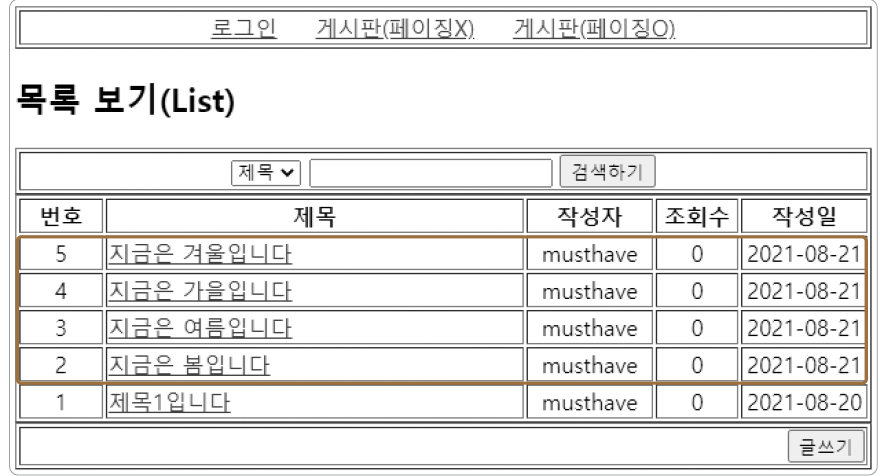 로그인 게시판(페이징X) 게시판(페이징O)
목록 보기(List)
제목 검색하기
번호 제목 작성자 조회수 작성일
5 지금은 겨울입니다 musthave 0 2021-08-21
4 지금은 가을입니다 musthave 0 2021-08-21
3 지금은 여름입니다 musthave 0 2021-08-21
2 지금은 봄입니다 musthave 0 2021-08-21
1 제목1입니다 musthave 0 2021-08-20
글쓰기